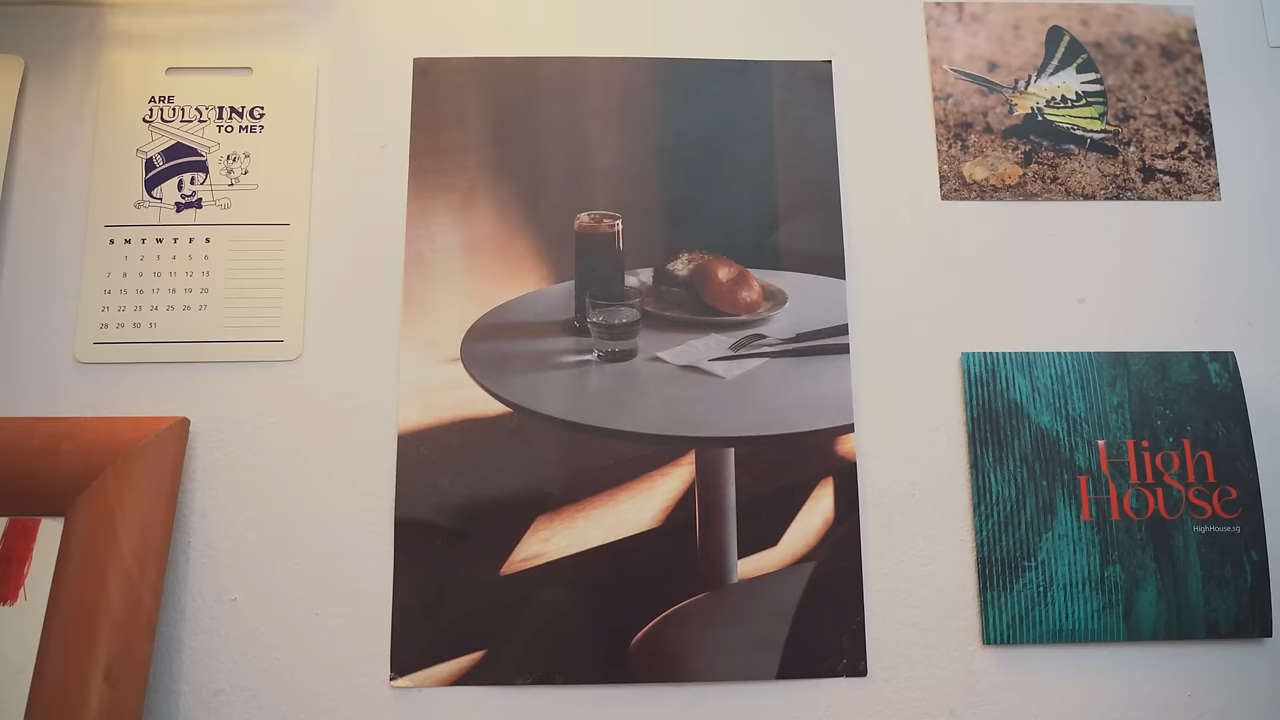 ARE
JULYING
TO ME?
S M T W T F S
1 2 3 4 5 6
7 8 9 10 11 12 13
14 15 16 17 18 19 20
21 22 23 24 25 26 27
28 29 30 31
High
House
HighHouse.sg